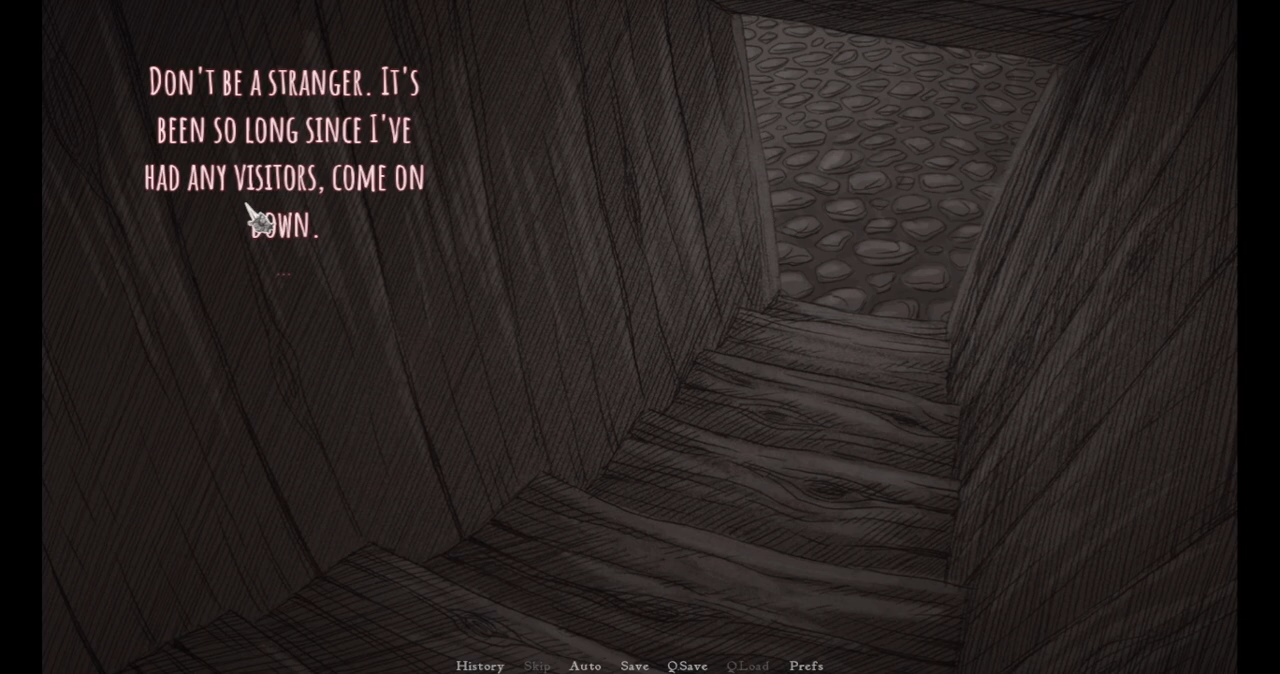 Don't be a stranger. It's
been so long since I've
had any visitors, come on
down.
...
History Skip Auto Save Q.Save Q.Load Prefs